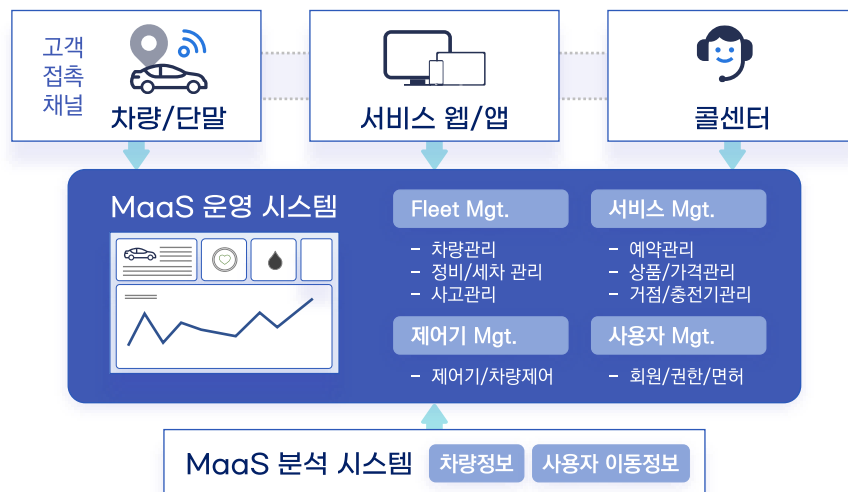 고객
접촉
채널
차량/단말
서비스 웹/앱
콜센터
MaaS 운영 시스템
Fleet Mgt.
- 차량관리
- 정비/세차 관리
- 사고관리
서비스 Mgt.
- 예약관리
- 상품/가격관리
- 거점/충전기관리
제어기 Mgt.
- 제어기/차량제어
사용자 Mgt.
- 회원/권한/면허
MaaS 분석 시스템
차량정보
사용자 이동정보